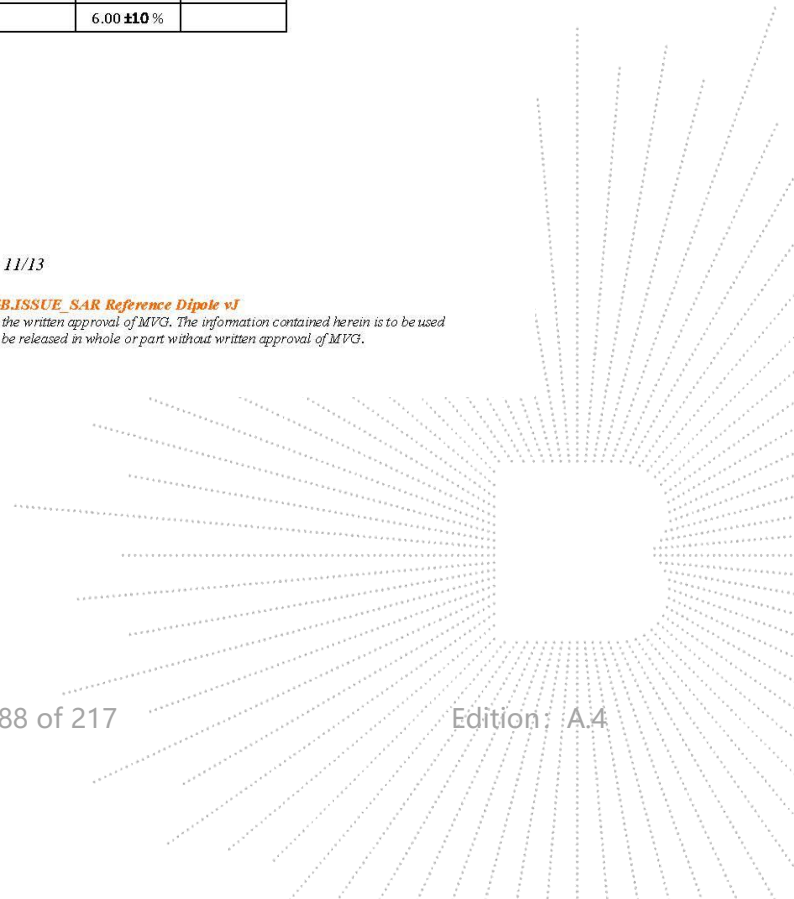 6.00 ±10 %
11/13
B.ISSUE_SAR Reference Dipole vJ
the written approval of MVG. The information contained herein is to be used
be released in whole or part without written approval of MVG.
88 of 217 Edition：A.4